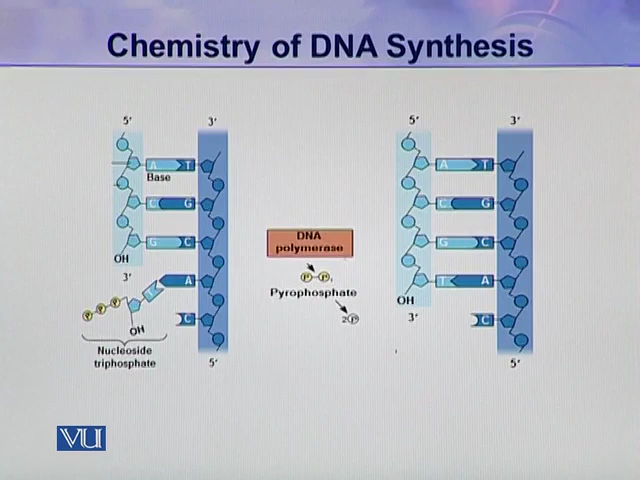 Chemistry of DNA Synthesis
5'
3'
A T
Base
C G
G C
OH
3'
T A
P P P
OH
C
Nucleoside
triphosphate
5'
DNA
polymerase
P P
Pyrophosphate
2 P
5'
3'
A T
C G
G C
T A
OH
3'
C
5'
VU